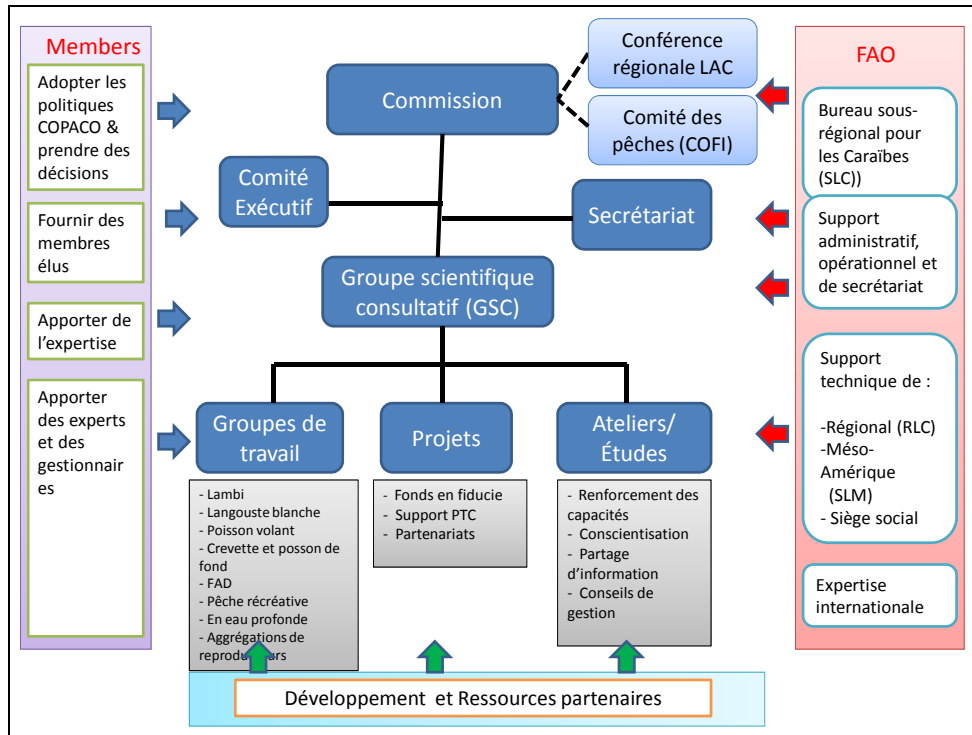 Members
Adopter les
politiques
COPACO &
prendre des
décisions
Fournir des
membres
élus
Apporter de
l’expertise
Apporter
des experts
et des
gestionnair
es
Commission
Conférence
régionale LAC
Comité des
pêches (COFI)
Comité
Exécutif
Secrétariat
Groupe scientifique
consultatif (GSC)
Groupes de
travail
- Lambi
- Langouste blanche
- Poisson volant
- Crevette et posson de
fond
- FAD
- Pêche récréative
- En eau profonde
- Aggrégations de
reproducteurs
Projets
- Fonds en fiducie
- Support PTC
- Partenariats
Ateliers/
Études
- Renforcement des
capacités
- Conscientisation
- Partage
d’information
- Conseils de
gestion
FAO
Bureau sous-
régional pour
les Caraïbes
(SLC))
Support
administratif,
opérationnel et
de secrétariat
Support
technique de :
-Régional (RLC)
-Méso-
Amérique
(SLM)
- Siège social
Expertise
internationale
Développement et Ressources partenaires